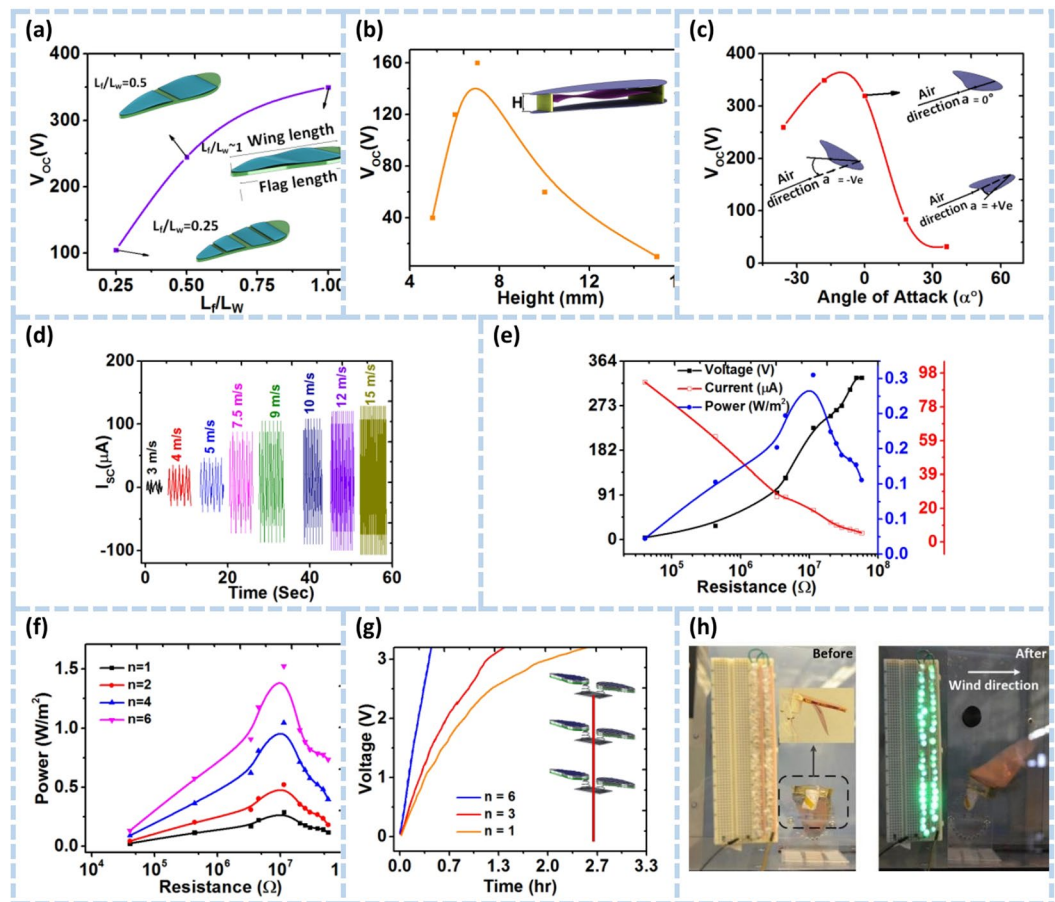 (a)
400
350
300
250
200
150
100
V_OC(V)
L_f/L_W=0.5
L_f/L_W~1
Wing length
Flag length
L_f/L_W=0.25
0.25 0.50 0.75 1.00
L_f/L_W
(b)
200
160
120
80
40
V_OC(V)
H
4 8 12
Height (mm)
(c)
400
350
300
250
200
150
100
50
0
V_OC(V)
Air
direction a = 0°
Air
direction
a = -Ve
Air
direction a = +Ve
-30 0 30 60
Angle of Attack (α°)
(d)
200
100
0
-100
I_SC(μA)
3 m/s
4 m/s
5 m/s
7.5 m/s
9 m/s
10 m/s
12 m/s
15 m/s
0 20 40 60
Time (Sec)
(e)
364
273
182
91
0
Voltage (V)
Current (μA)
Power (W/m²)
0.3
0.2
0.2
0.1
0.1
0.0
98
78
59
39
20
0
10⁵ 10⁶ 10⁷ 10⁸
Resistance (Ω)
(f)
1.5
1.0
0.5
0.0
Power (W/m²)
n=1
n=2
n=4
n=6
10⁴ 10⁵ 10⁶ 10⁷
Resistance (Ω)
(g)
3
2
1
0
Voltage (V)
n = 6
n = 3
n = 1
0.0 0.7 1.3 2.0 2.7 3.3
Time (hr)
(h)
Before
After
Wind direction